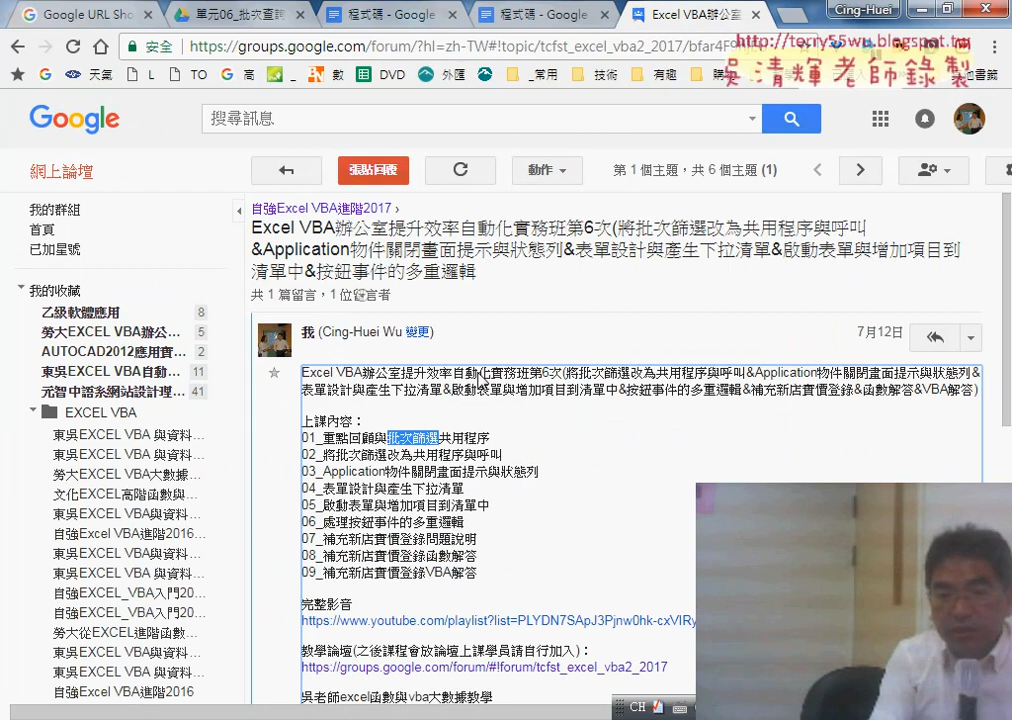 Google URL Sho
單元06_批次查詢
程式碼 - Google
程式碼 - Google
Excel VBA辦公室
Cing-Huei
安全
https://groups.google.com/forum/?hl=zh-TW#!topic/tcfst_excel_vba2_2017/bfar4F9
http://terry55wu.blogspot.tw
吳清輝老師錄製
天氣 L TO 高 數 DVD 外匯 _常用 技術 有趣
Google
搜尋訊息
網上論壇
張貼回覆
動作
第 1 個主題，共 6 個主題 (1)
我的群組
首頁
已加星號
我的收藏
乙級軟體應用 8
勞大EXCEL VBA辦公... 5
AUTOCAD2012應用實... 2
東吳EXCEL VBA自動... 11
元智中語系網站設計理... 41
EXCEL VBA
東吳EXCEL VBA 與資料...
東吳EXCEL VBA 與資料...
勞大EXCEL VBA大數據...
文化EXCEL高階函數與...
東吳EXCEL VBA 與資料...
自強Excel VBA進階2016...
東吳EXCEL VBA與資料...
東吳EXCEL VBA 與資料...
自強EXCEL_VBA入門20...
自強EXCEL_VBA入門20...
勞大從EXCEL進階函數...
東吳EXCEL VBA與資料...
東吳EXCEL VBA 與資料...
自強Excel VBA進階2016
自強Excel VBA進階2017 ›
Excel VBA辦公室提升效率自動化實務班第6次(將批次篩選改為共用程序與呼叫
&Application物件關閉畫面提示與狀態列&表單設計與產生下拉清單&啟動表單與增加項目到
清單中&按鈕事件的多重邏輯
共 1 篇留言，1 位留言者
我 (Cing-Huei Wu 變更)
7月12日
Excel VBA辦公室提升效率自動化實務班第6次(將批次篩選改為共用程序與呼叫&Application物件關閉畫面提示與狀態列&
表單設計與產生下拉清單&啟動表單與增加項目到清單中&按鈕事件的多重邏輯&補充新店實價登錄&函數解答&VBA解答)
上課內容：
01_重點回顧與批次篩選共用程序
02_將批次篩選改為共用程序與呼叫
03_Application物件關閉畫面提示與狀態列
04_表單設計與產生下拉清單
05_啟動表單與增加項目到清單中
06_處理按鈕事件的多重邏輯
07_補充新店實價登錄問題說明
08_補充新店實價登錄函數解答
09_補充新店實價登錄VBA解答
完整影音
https://www.youtube.com/playlist?list=PLYDN7SApJ3Pjnw0hk-cxVIRy
教學論壇(之後課程會放論壇上課學員請自行加入)：
https://groups.google.com/forum/#!forum/tcfst_excel_vba2_2017
吳老師excel函數與vba大數據教學
CH